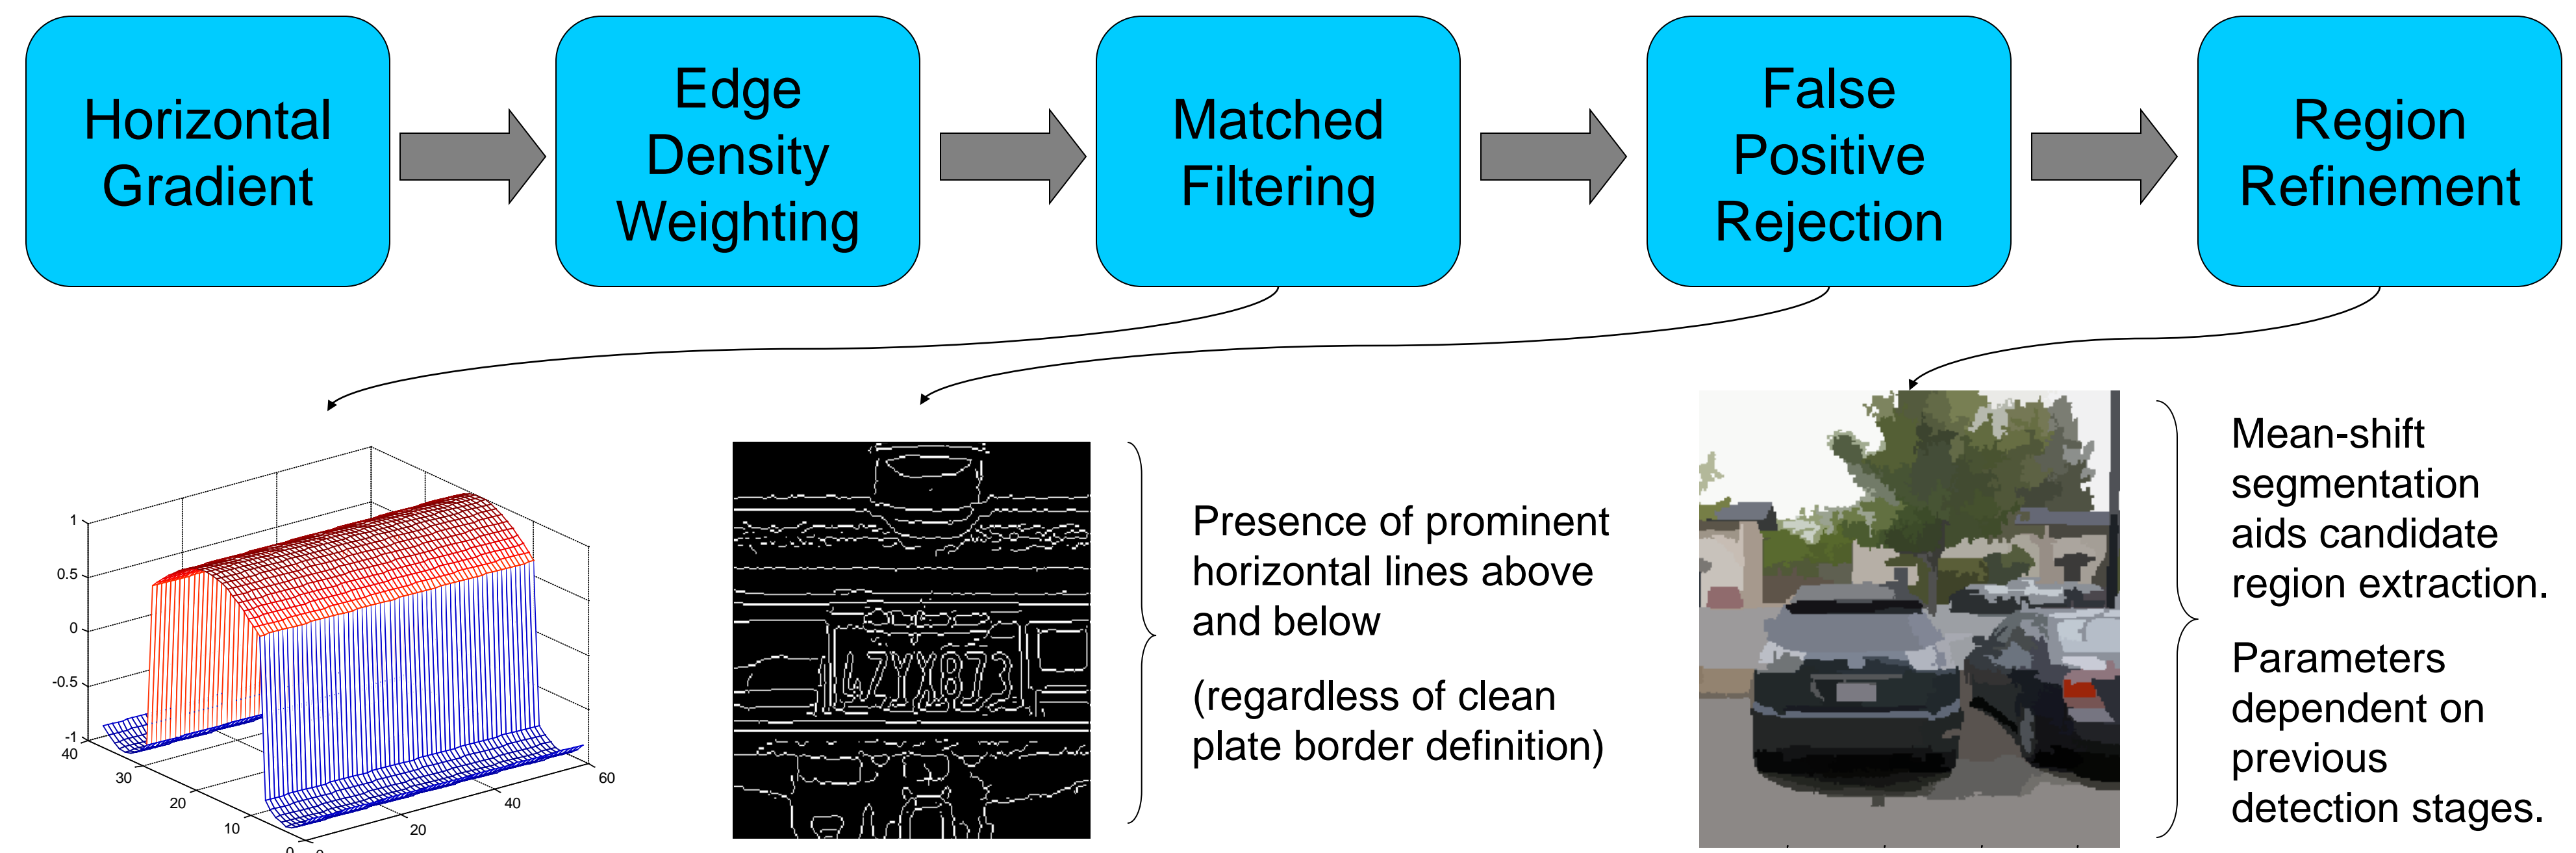 Horizontal
Gradient
Edge
Density
Weighting
Matched
Filtering
False
Positive
Rejection
Region
Refinement
1
0.5
0
-0.5
-1
40
30
20
10
0
0
20
40
60
47YX873
Presence of prominent
horizontal lines above
and below
(regardless of clean
plate border definition)
Mean-shift
segmentation
aids candidate
region extraction.
Parameters
dependent on
previous
detection stages.